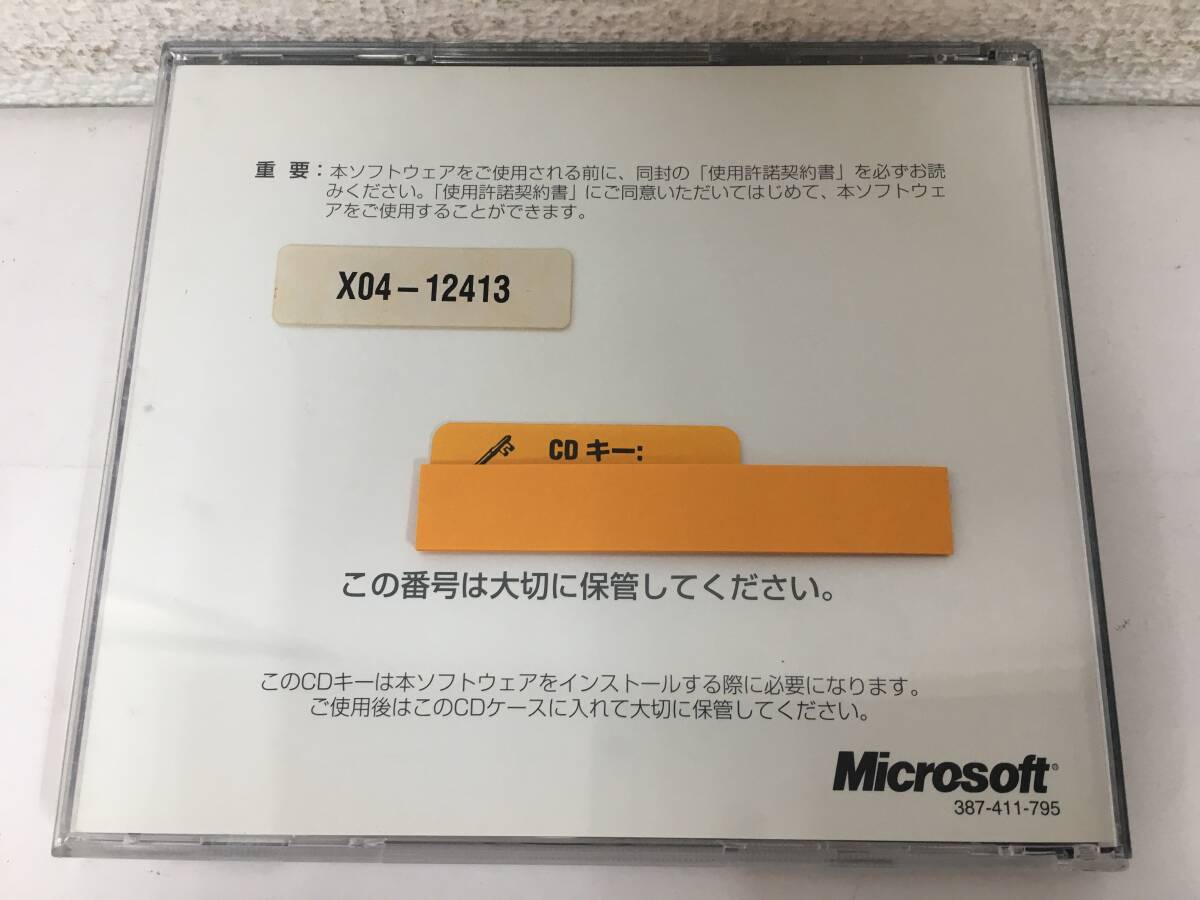 重要：本ソフトウェアをご使用される前に、同封の「使用許諾契約書」を必ずお読
みください。「使用許諾契約書」にご同意いただいてはじめて、本ソフトウェ
アをご使用することができます。
X04-12413
CD キー:
この番号は大切に保管してください。
このCDキーは本ソフトウェアをインストールする際に必要になります。
ご使用後はこのCDケースに入れて大切に保管してください。
Microsoft®
387-411-795